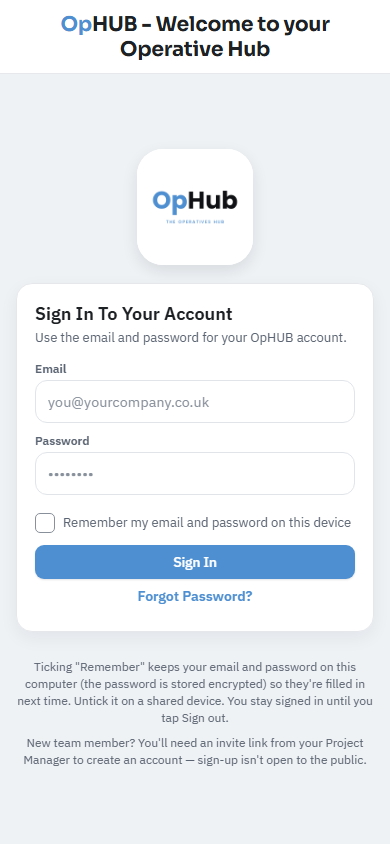 OpHUB - Welcome to your
Operative Hub
OpHub
THE OPERATIVES HUB
Sign In To Your Account
Use the email and password for your OpHUB account.
Email
you@yourcompany.co.uk
Password
••••••••
Remember my email and password on this device
Sign In
Forgot Password?
Ticking "Remember" keeps your email and password on this
computer (the password is stored encrypted) so they're filled in
next time. Untick it on a shared device. You stay signed in until you
tap Sign out.
New team member? You'll need an invite link from your Project
Manager to create an account — sign-up isn't open to the public.